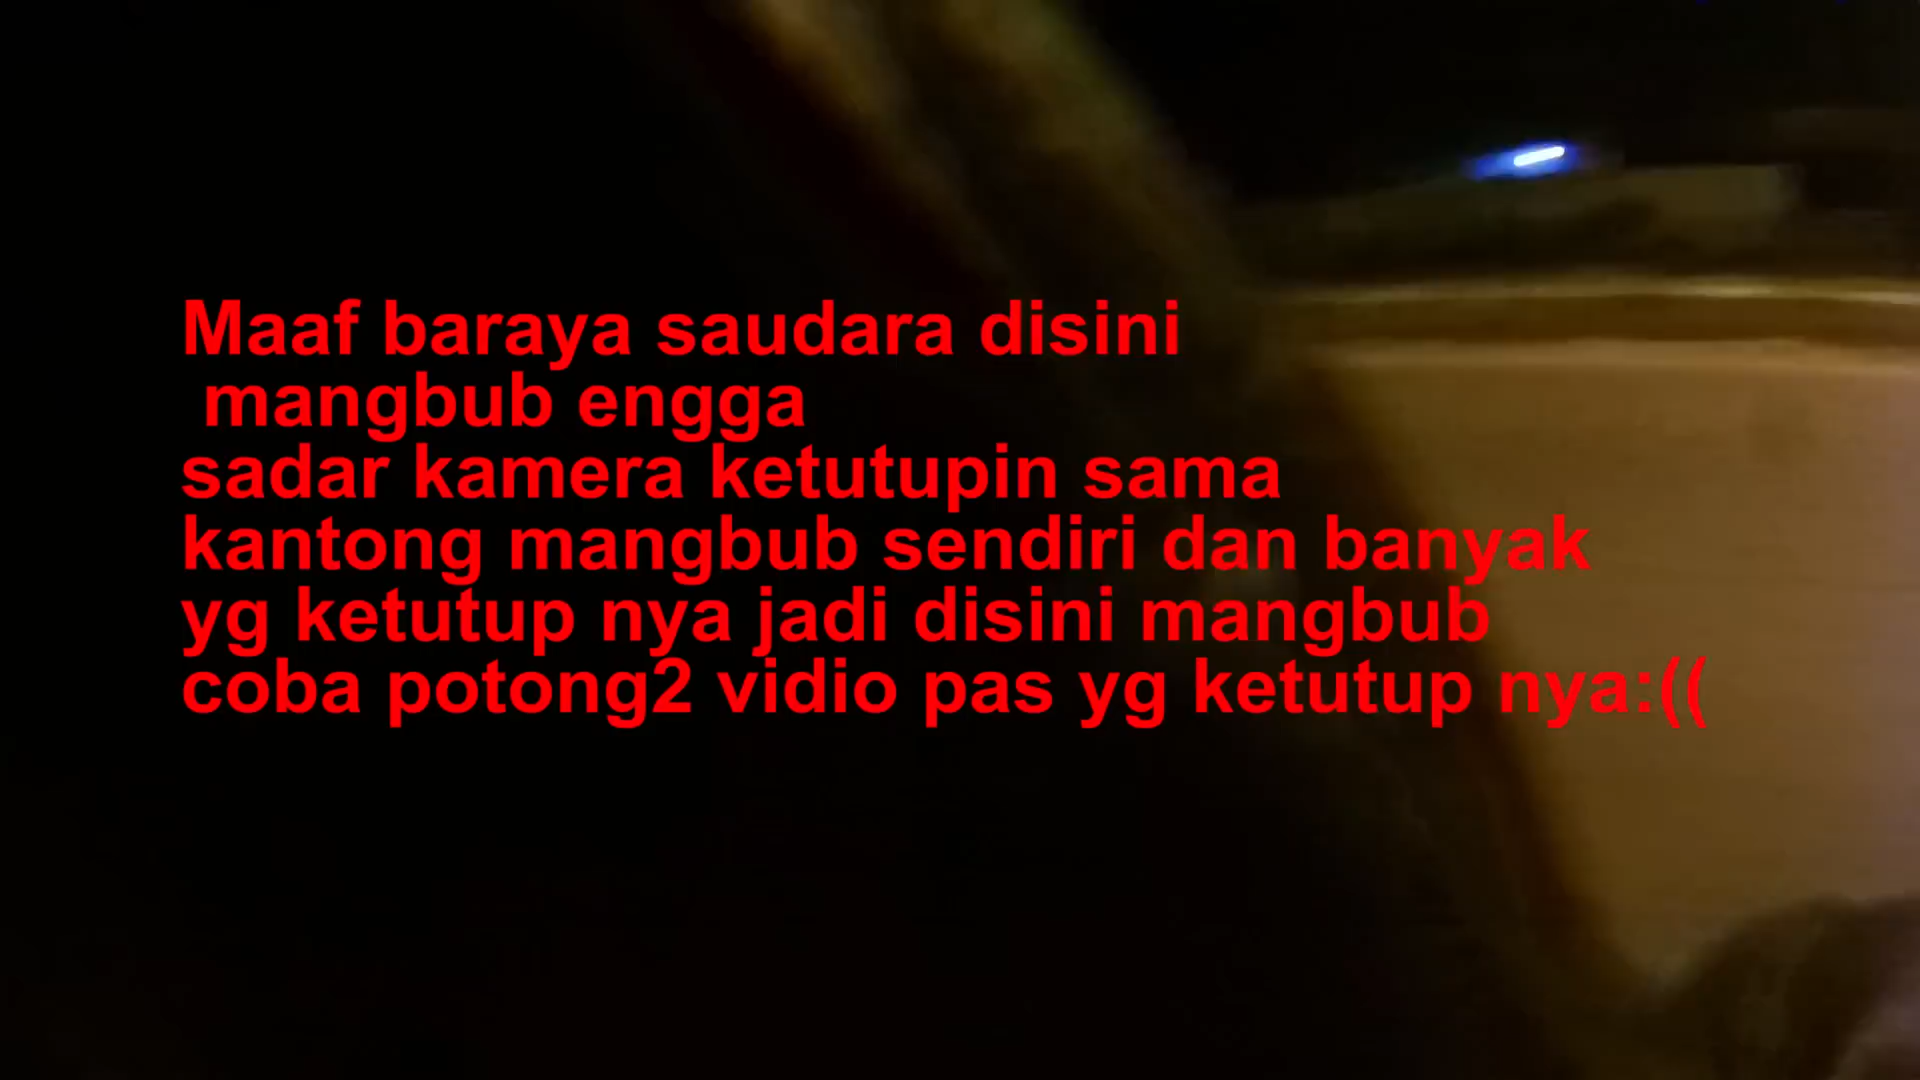 Maaf baraya saudara disini
mangbub engga
sadar kamera ketutupin sama
kantong mangbub sendiri dan banyak
yg ketutup nya jadi disini mangbub
coba potong2 vidio pas yg ketutup nya:((